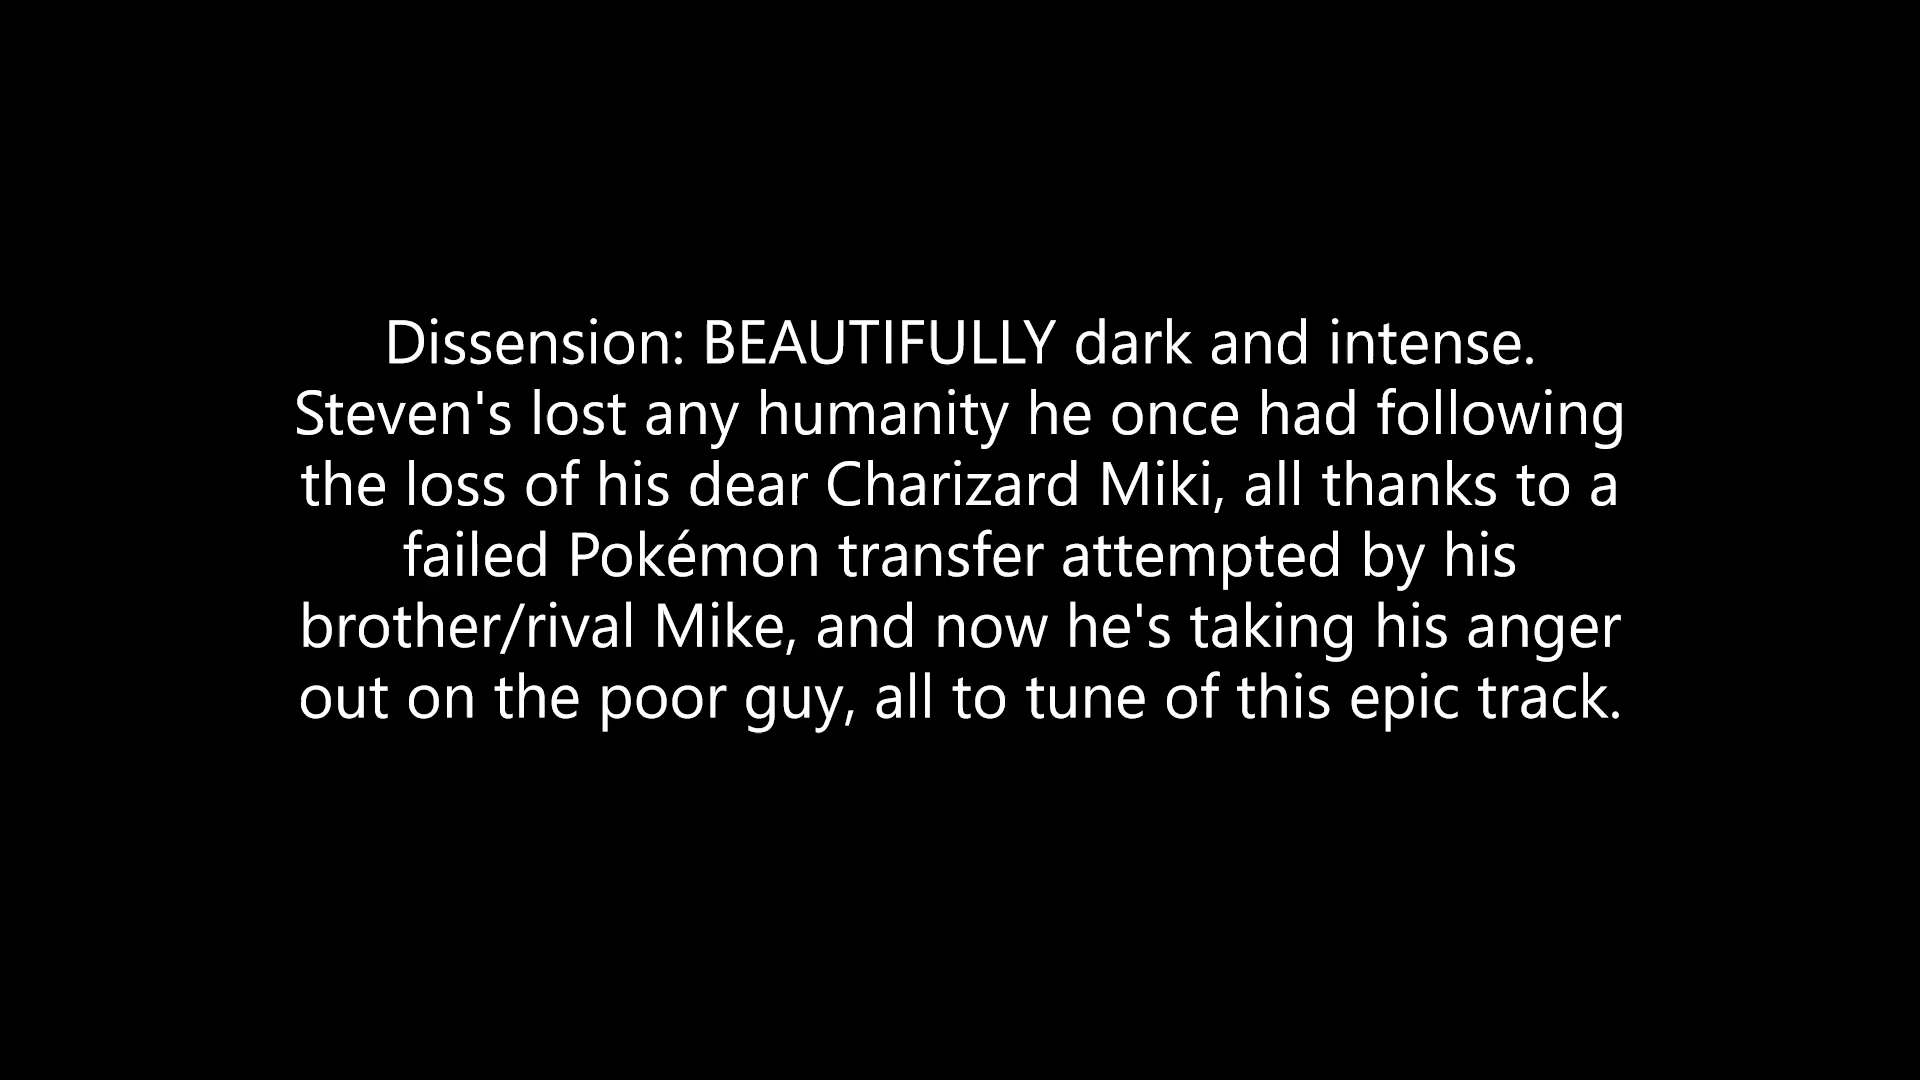 Dissension: BEAUTIFULLY dark and intense.
Steven's lost any humanity he once had following
the loss of his dear Charizard Miki, all thanks to a
failed Pokémon transfer attempted by his
brother/rival Mike, and now he's taking his anger
out on the poor guy, all to tune of this epic track.